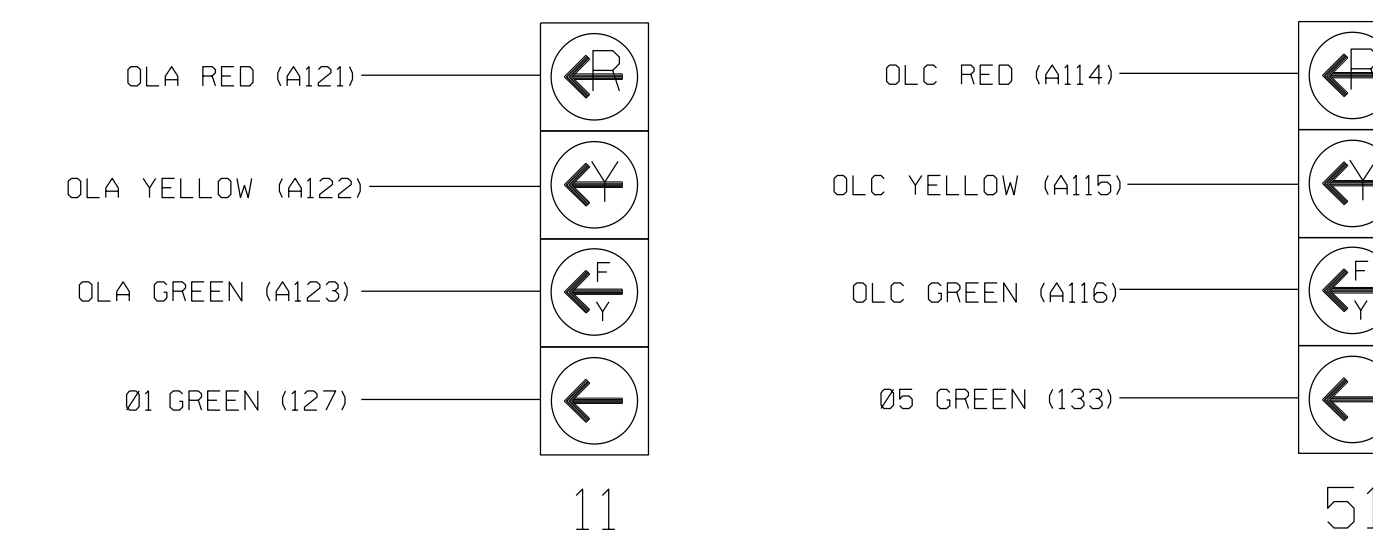 OLA RED (A121)
R
OLA YELLOW (A122)
Y
OLA GREEN (A123)
F
Y
Ø1 GREEN (127)
11
OLC RED (A114)
R
OLC YELLOW (A115)
Y
OLC GREEN (A116)
F
Y
Ø5 GREEN (133)
51